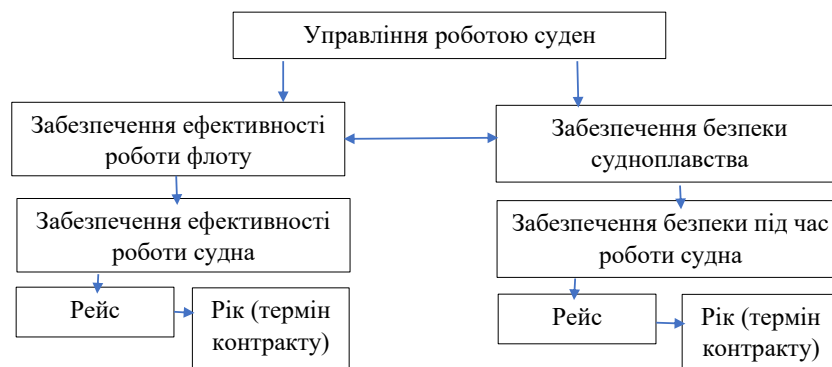 Управління роботою суден
Забезпечення ефективності
роботи флоту
Забезпечення безпеки
судноплавства
Забезпечення ефективності
роботи судна
Забезпечення безпеки під час
роботи судна
Рейс
Рік (термін
контракту)
Рейс
Рік (термін
контракту)